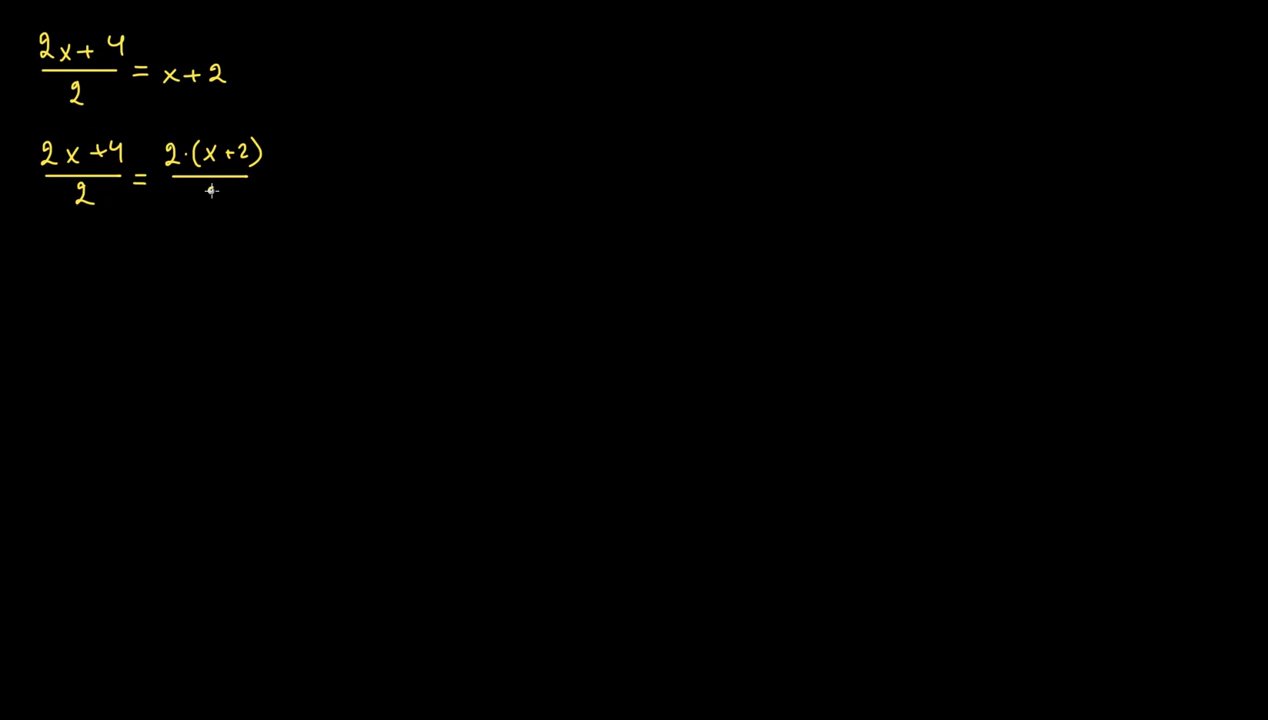 2x + 4
—— = x + 2
2
2x + 4 2·(x + 2)
—— = ——
2